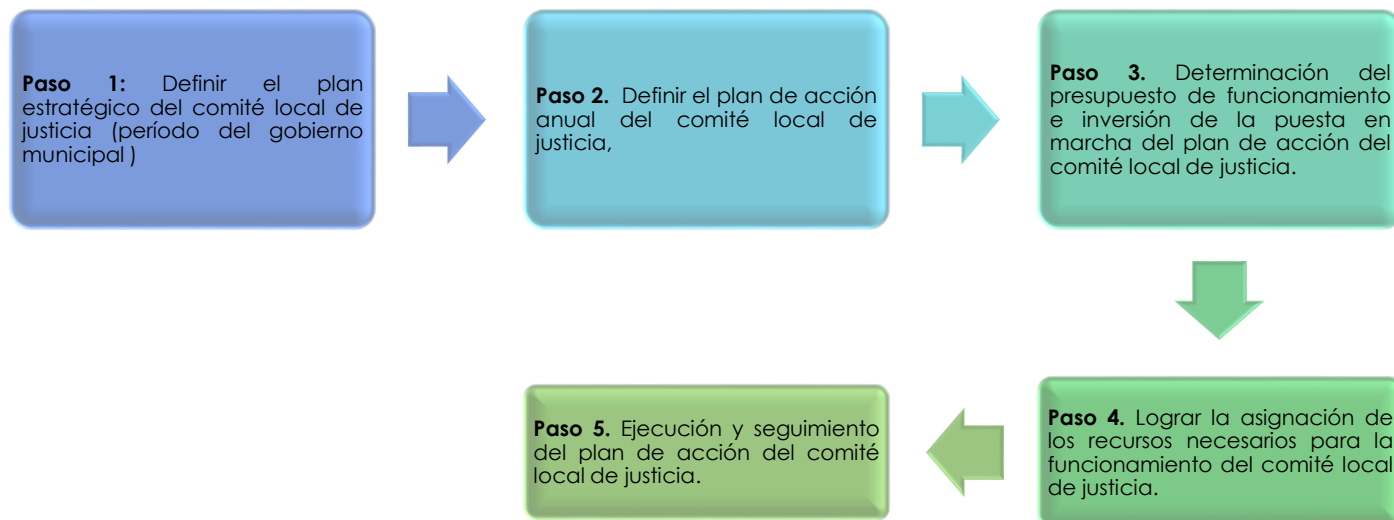 Paso 1: Definir el plan
estratégico del comité local de
justicia (período del gobierno
municipal )
Paso 2. Definir el plan de acción
anual del comité local de
justicia,
Paso 3. Determinación del
presupuesto de funcionamiento
e inversión de la puesta en
marcha del plan de acción del
comité local de justicia.
Paso 4. Lograr la asignación de
los recursos necesarios para la
funcionamiento del comité local
de justicia.
Paso 5. Ejecución y seguimiento
del plan de acción del comité
local de justicia.